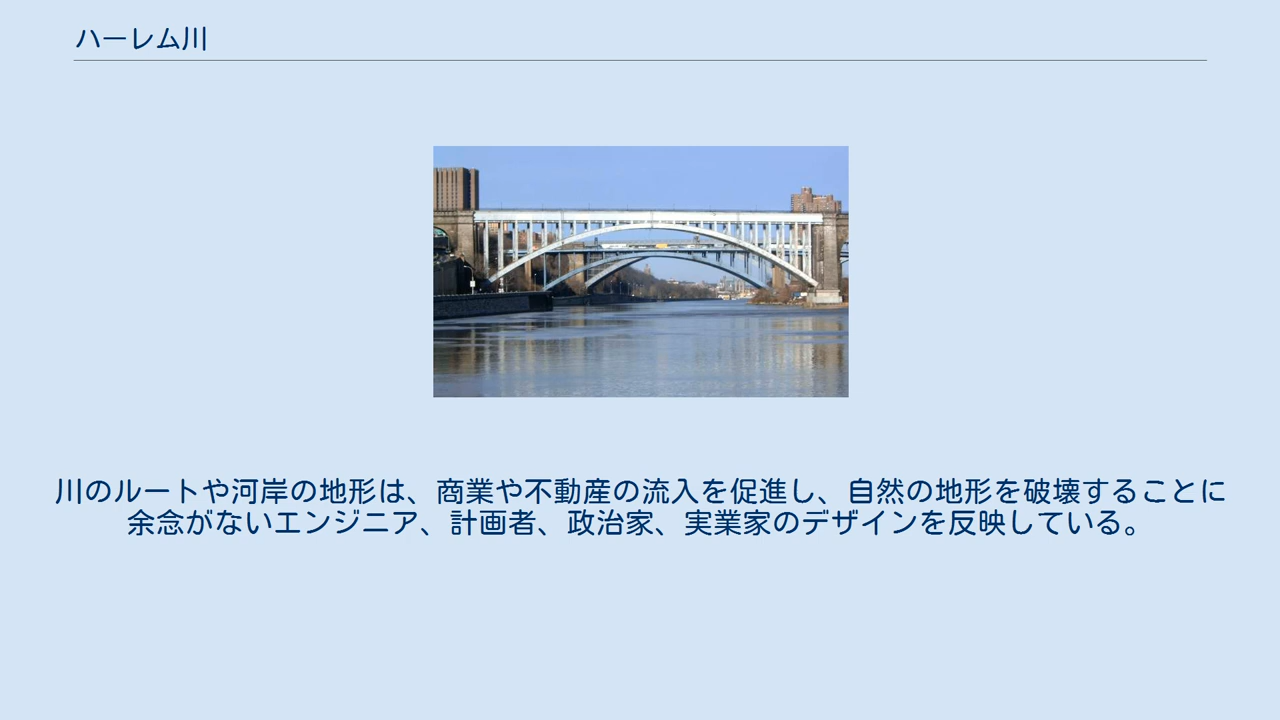 ハーレム川
川のルートや河岸の地形は、商業や不動産の流入を促進し、自然の地形を破壊することに
余念がないエンジニア、計画者、政治家、実業家のデザインを反映している。